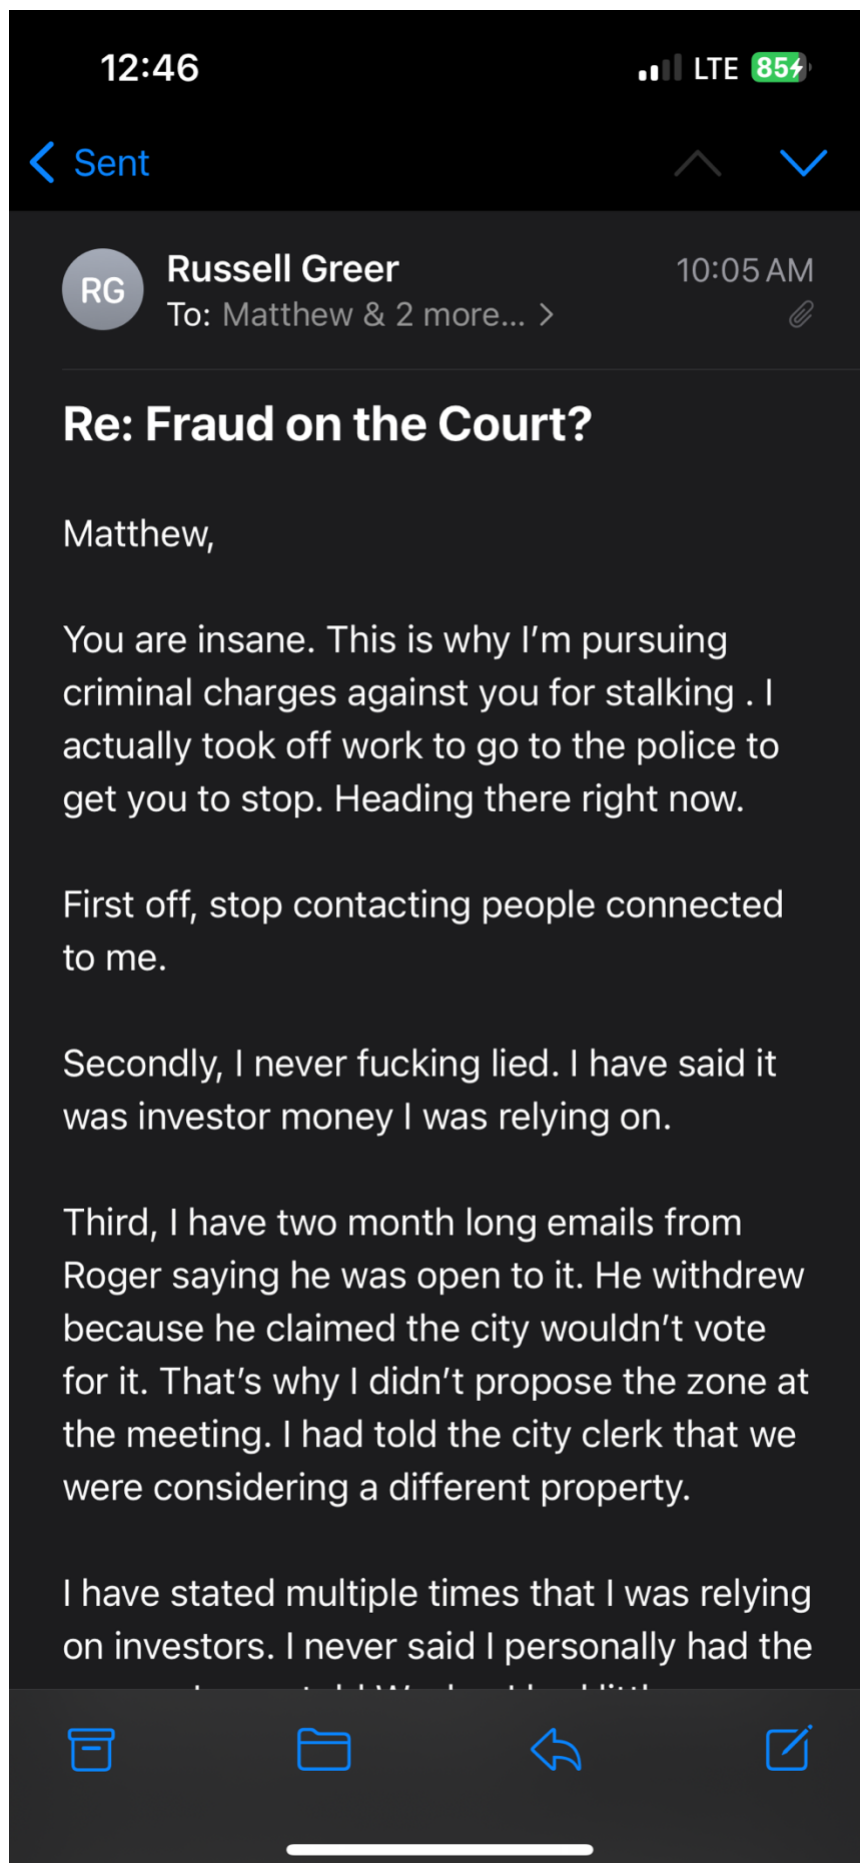 12:46
LTE 85
Sent
RG
Russell Greer
10:05 AM
To: Matthew & 2 more...
Re: Fraud on the Court?
Matthew,
You are insane. This is why I'm pursuing
criminal charges against you for stalking . I
actually took off work to go to the police to
get you to stop. Heading there right now.
First off, stop contacting people connected
to me.
Secondly, I never fucking lied. I have said it
was investor money I was relying on.
Third, I have two month long emails from
Roger saying he was open to it. He withdrew
because he claimed the city wouldn't vote
for it. That's why I didn't propose the zone at
the meeting. I had told the city clerk that we
were considering a different property.
I have stated multiple times that I was relying
on investors. I never said I personally had the